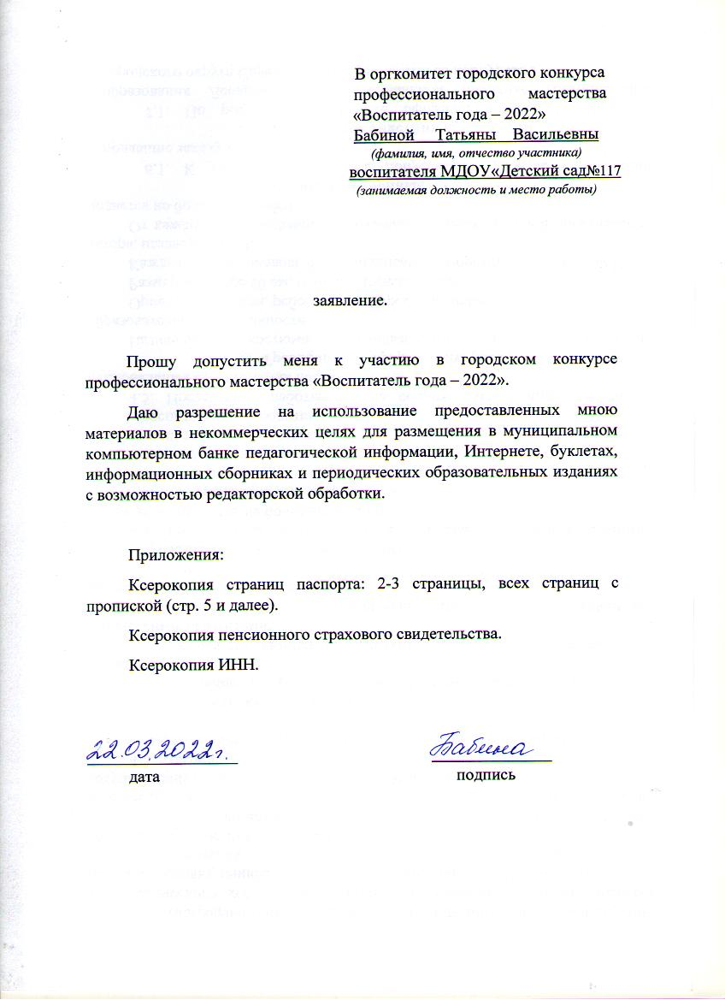 В оргкомитет городского конкурса
профессионального мастерства
«Воспитатель года – 2022»
Бабиной Татьяны Васильевны
(фамилия, имя, отчество участника)
воспитателя МДОУ«Детский сад№117
(занимаемая должность и место работы)
заявление.
Прошу допустить меня к участию в городском конкурсе
профессионального мастерства «Воспитатель года – 2022».
Даю разрешение на использование предоставленных мною
материалов в некоммерческих целях для размещения в муниципальном
компьютерном банке педагогической информации, Интернете, буклетах,
информационных сборниках и периодических образовательных изданиях
с возможностью редакторской обработки.
Приложения:
Ксерокопия страниц паспорта: 2-3 страницы, всех страниц с
пропиской (стр. 5 и далее).
Ксерокопия пенсионного страхового свидетельства.
Ксерокопия ИНН.
22.03.2022г. Бабина
дата подпись